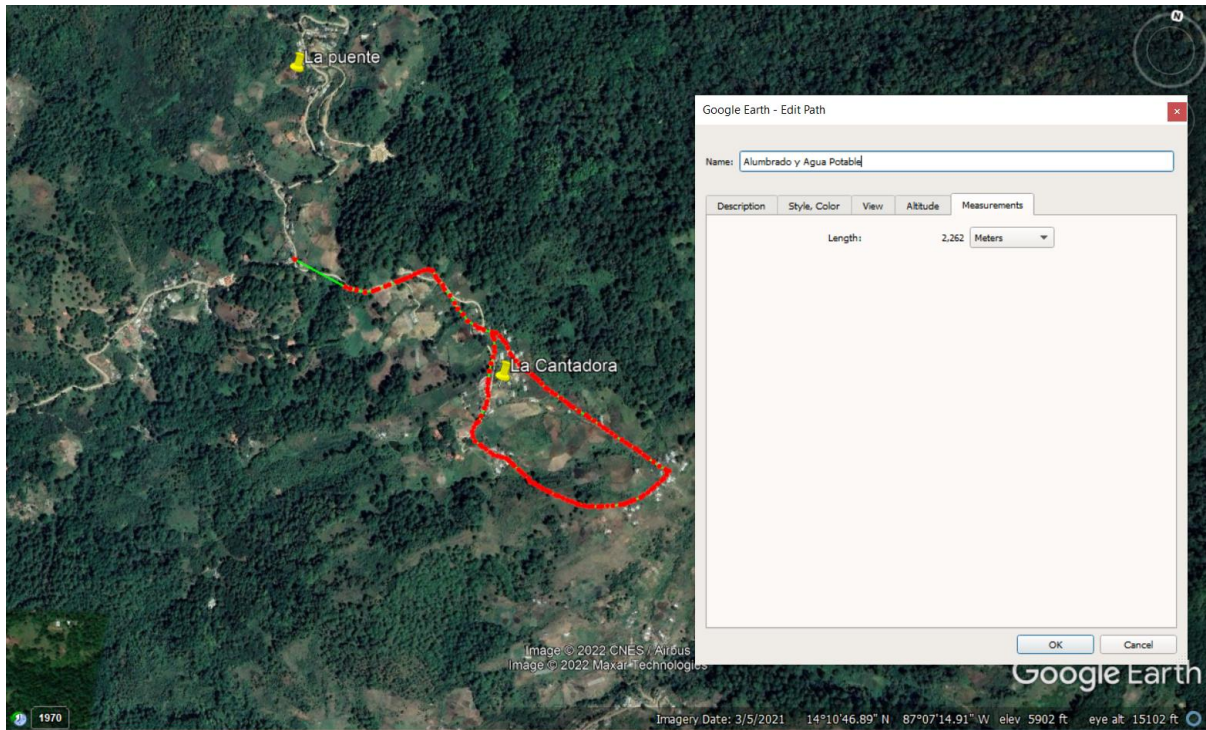 N
La puente
Google Earth - Edit Path
Name: Alumbrado y Agua Potable
Description Style, Color View Altitude Measurements
Length: 2,262 Meters
La Cantadora
OK Cancel
Image © 2022 CNES / Airbus
Image © 2022 Maxar Technologies
Google Earth
1970
Imagery Date: 3/5/2021 14°10'46.89" N 87°07'14.91" W elev 5902 ft eye alt 15102 ft